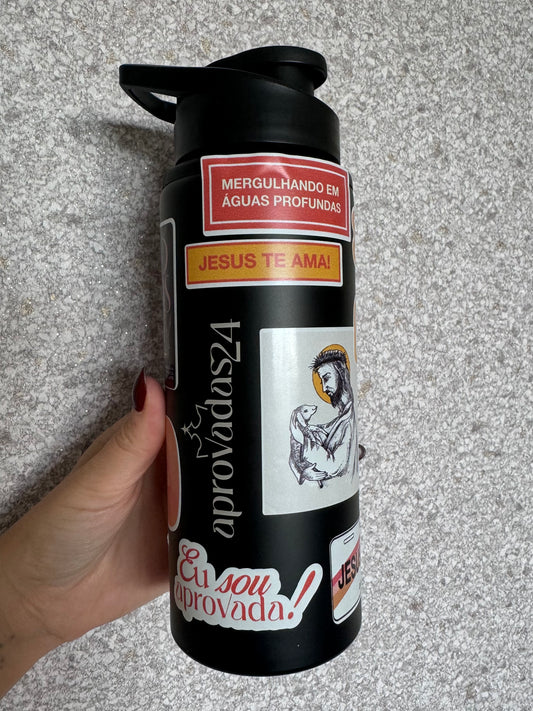 MERGULHANDO EM
ÁGUAS PROFUNDAS
JESUS TE AMA!
aprovadas24
Eu sou
aprovada!